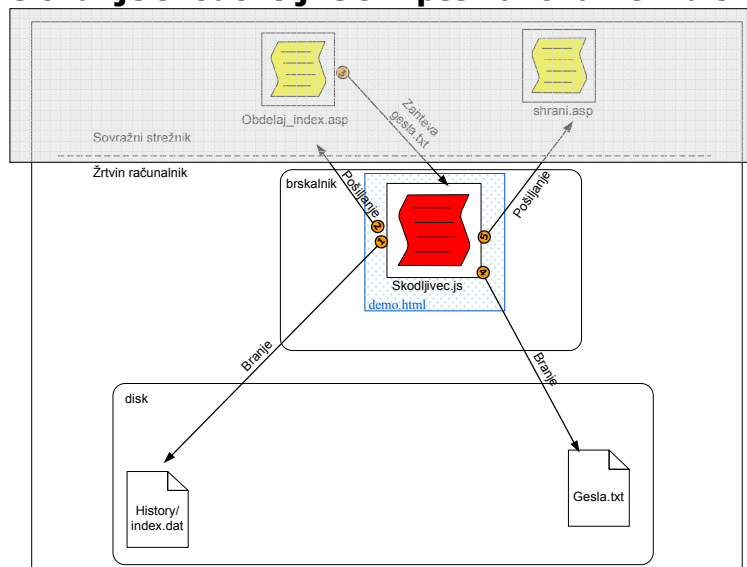 3
Obdelaj_index.asp
shrani.asp
Zahteva
gesla.txt
Sovražni strežnik
Žrtvin računalnik
brskalnik
Pošiljanje
Pošiljanje
2
1
5
4
Skodljivec.js
demo.html
Branje
Branje
disk
History/
index.dat
Gesla.txt